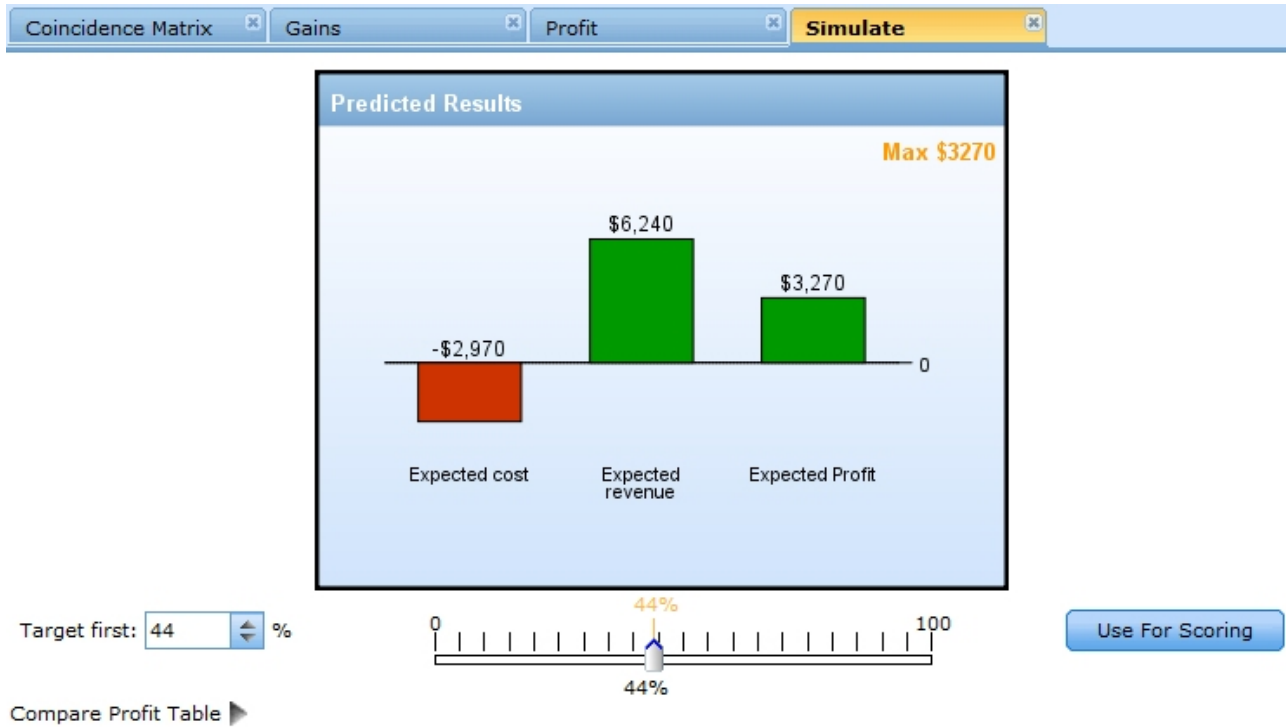 Coincidence Matrix
Gains
Profit
Simulate
Predicted Results
Max $3270
$6,240
$3,270
-$2,970
0
Expected cost
Expected
revenue
Expected Profit
44%
Target first: 44 %
0
100
Use For Scoring
44%
Compare Profit Table